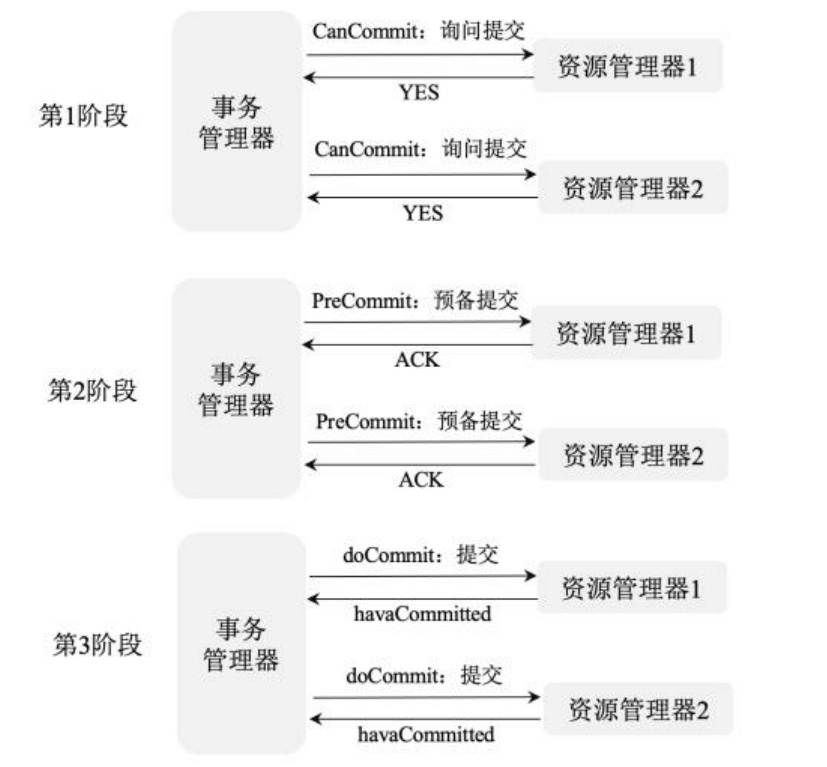 CanCommit：询问提交
资源管理器1
YES
第1阶段
事务
管理器
CanCommit：询问提交
资源管理器2
YES
PreCommit：预备提交
资源管理器1
ACK
第2阶段
事务
管理器
PreCommit：预备提交
资源管理器2
ACK
doCommit：提交
资源管理器1
havaCommitted
第3阶段
事务
管理器
doCommit：提交
资源管理器2
havaCommitted